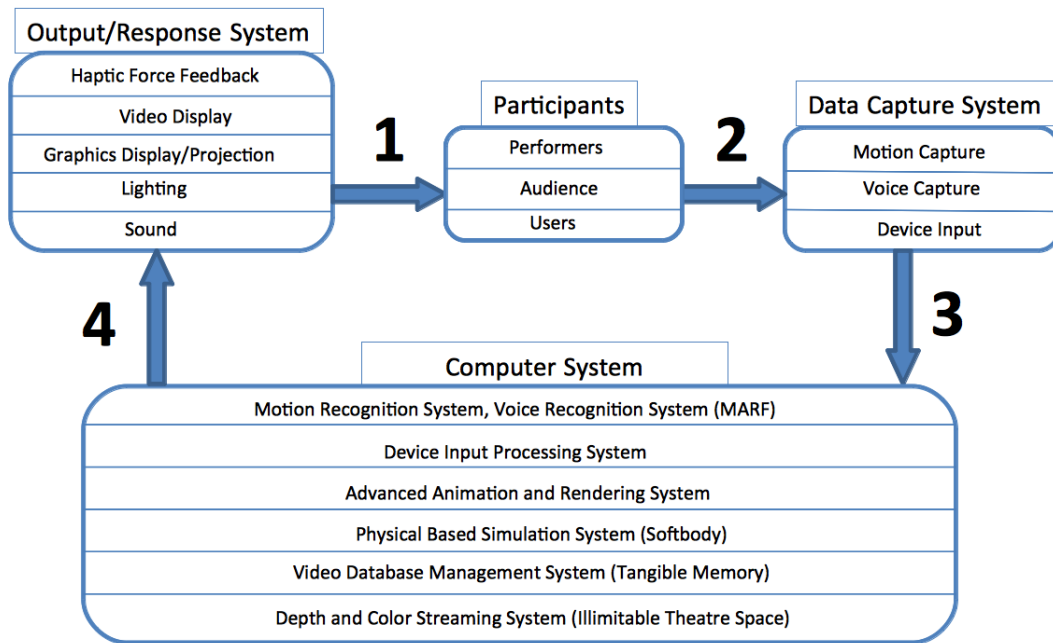 Output/Response System
Haptic Force Feedback
Video Display
Graphics Display/Projection
Lighting
Sound
1
Participants
Performers
Audience
Users
2
Data Capture System
Motion Capture
Voice Capture
Device Input
3
4
Computer System
Motion Recognition System, Voice Recognition System (MARF)
Device Input Processing System
Advanced Animation and Rendering System
Physical Based Simulation System (Softbody)
Video Database Management System (Tangible Memory)
Depth and Color Streaming System (Illimitable Theatre Space)